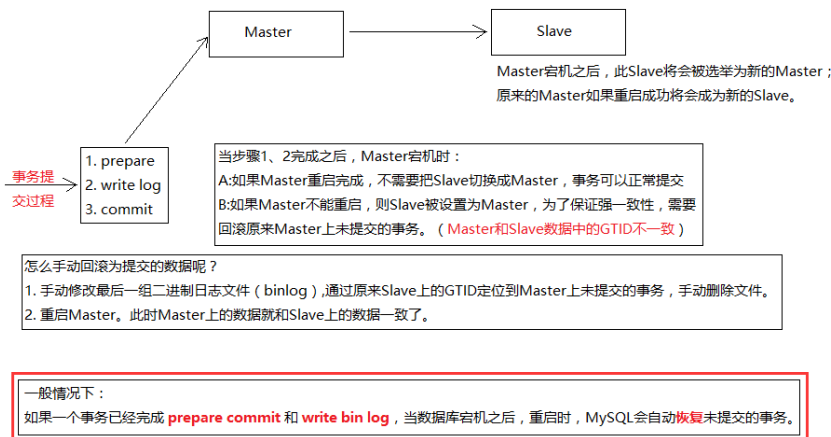 Master
Slave
Master宕机之后，此Slave将会被选举为新的Master；
原来的Master如果重启成功将会成为新的Slave。
事务提
交过程
1. prepare
2. write log
3. commit
当步骤1、2完成之后，Master宕机时：
A:如果Master重启完成，不需要把Slave切换成Master，事务可以正常提交
B:如果Master不能重启，则Slave被设置为Master，为了保证强一致性，需要
回滚原来Master上未提交的事务。（Master和Slave数据中的GTID不一致）
怎么手动回滚为提交的数据呢？
1. 手动修改最后一组二进制日志文件（binlog）,通过原来Slave上的GTID定位到Master上未提交的事务，手动删除文件。
2. 重启Master。此时Master上的数据就和Slave上的数据一致了。
一般情况下：
如果一个事务已经完成 prepare commit 和 write bin log，当数据库宕机之后，重启时，MySQL会自动恢复未提交的事务。